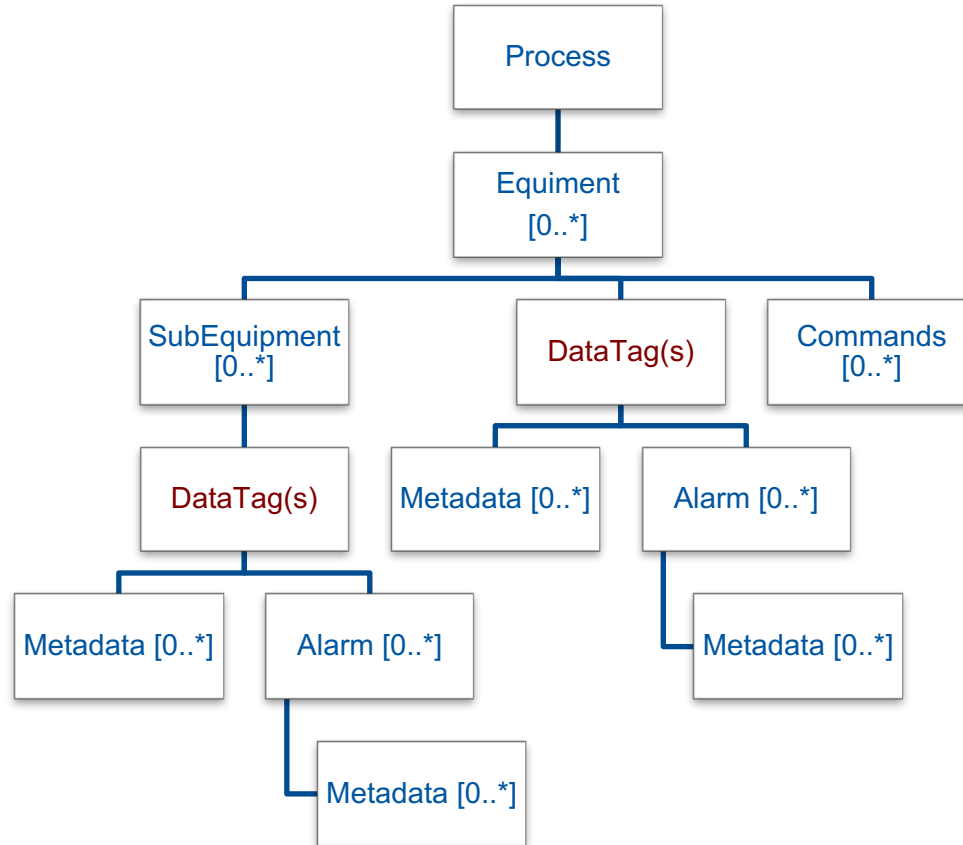 Process
Equiment
[0..*]
SubEquipment
[0..*]
DataTag(s)
Commands
[0..*]
DataTag(s)
Metadata [0..*]
Alarm [0..*]
Metadata [0..*]
Alarm [0..*]
Metadata [0..*]
Metadata [0..*]